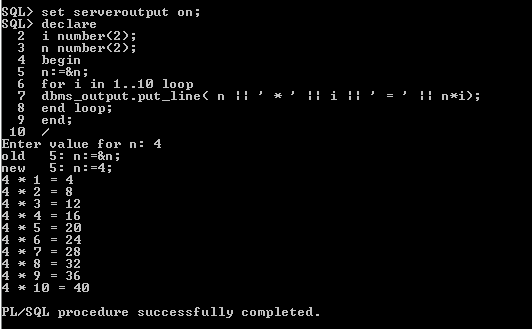 SQL> set serveroutput on;
SQL> declare
  2  i number(2);
  3  n number(2);
  4  begin
  5  n:=&n;
  6  for i in 1..10 loop
  7  dbms_output.put_line( n || ' * ' || i || ' = ' || n*i);
  8  end loop;
  9  end;
 10  /
Enter value for n: 4
old   5: n:=&n;
new   5: n:=4;
4 * 1 = 4
4 * 2 = 8
4 * 3 = 12
4 * 4 = 16
4 * 5 = 20
4 * 6 = 24
4 * 7 = 28
4 * 8 = 32
4 * 9 = 36
4 * 10 = 40
PL/SQL procedure successfully completed.